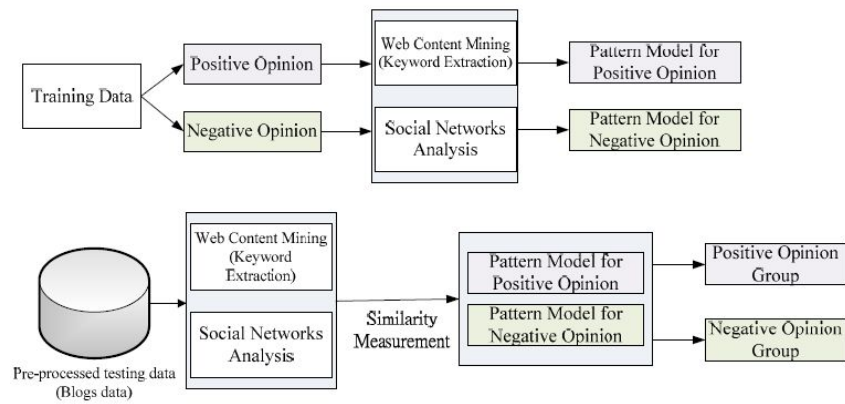 Training Data
Positive Opinion
Negative Opinion
Web Content Mining
(Keyword Extraction)
Social Networks
Analysis
Pattern Model for
Positive Opinion
Pattern Model for
Negative Opinion
Pre-processed testing data
(Blogs data)
Web Content Mining
(Keyword
Extraction)
Social Networks
Analysis
Similarity
Measurement
Pattern Model for
Positive Opinion
Pattern Model for
Negative Opinion
Positive Opinion
Group
Negative Opinion
Group